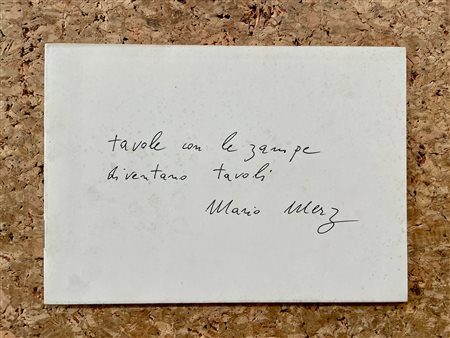 tavole con le zampe
diventano tavoli
Mario Merz